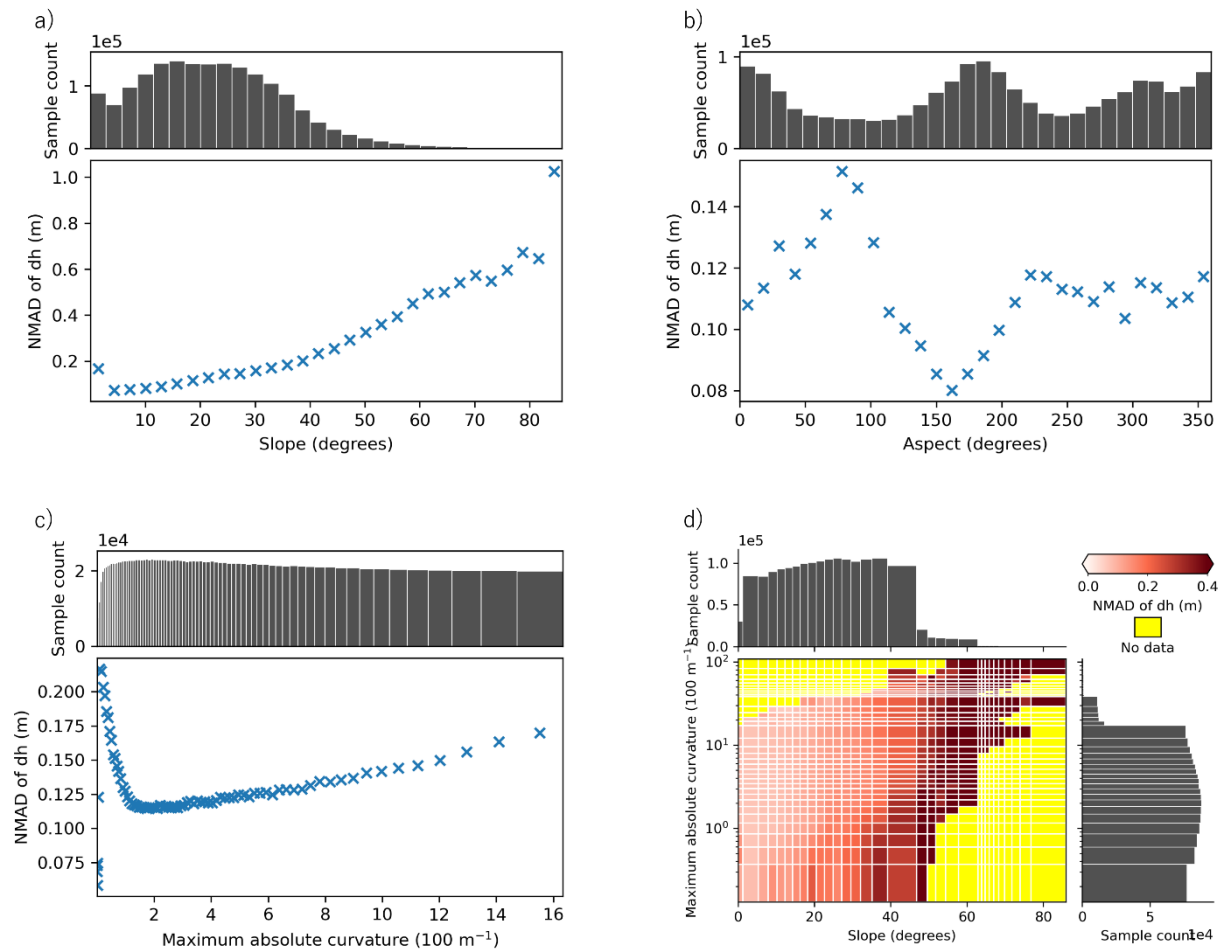 a)
1e5
Sample count
1
0
NMAD of dh (m)
1.0
0.8
0.6
0.4
0.2
10 20 30 40 50 60 70 80
Slope (degrees)
b)
1e5
Sample count
1
0
NMAD of dh (m)
0.14
0.12
0.10
0.08
0 50 100 150 200 250 300 350
Aspect (degrees)
c)
1e4
Sample count
2
0
NMAD of dh (m)
0.200
0.175
0.150
0.125
0.100
0.075
2 4 6 8 10 12 14 16
Maximum absolute curvature (100 m⁻¹)
d)
1e5
Sample count
1.0
0.5
0.0
0.0 0.2 0.4
NMAD of dh (m)
No data
Maximum absolute curvature (100 m⁻¹)
10²
10¹
10⁰
0 20 40 60 80
Slope (degrees)
0 5
Sample count
1e4